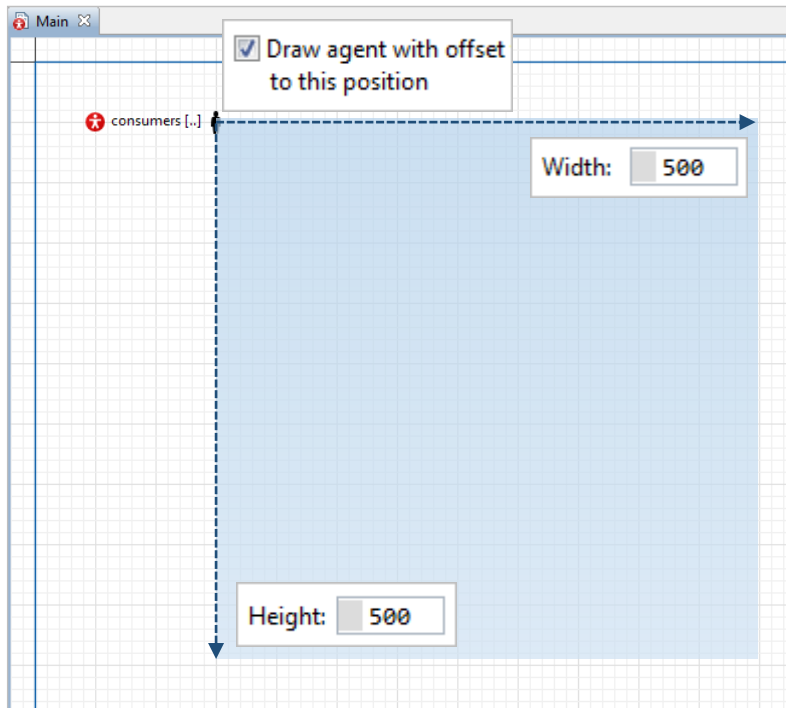 Main
Draw agent with offset
to this position
consumers [..]
Width: 500
Height: 500